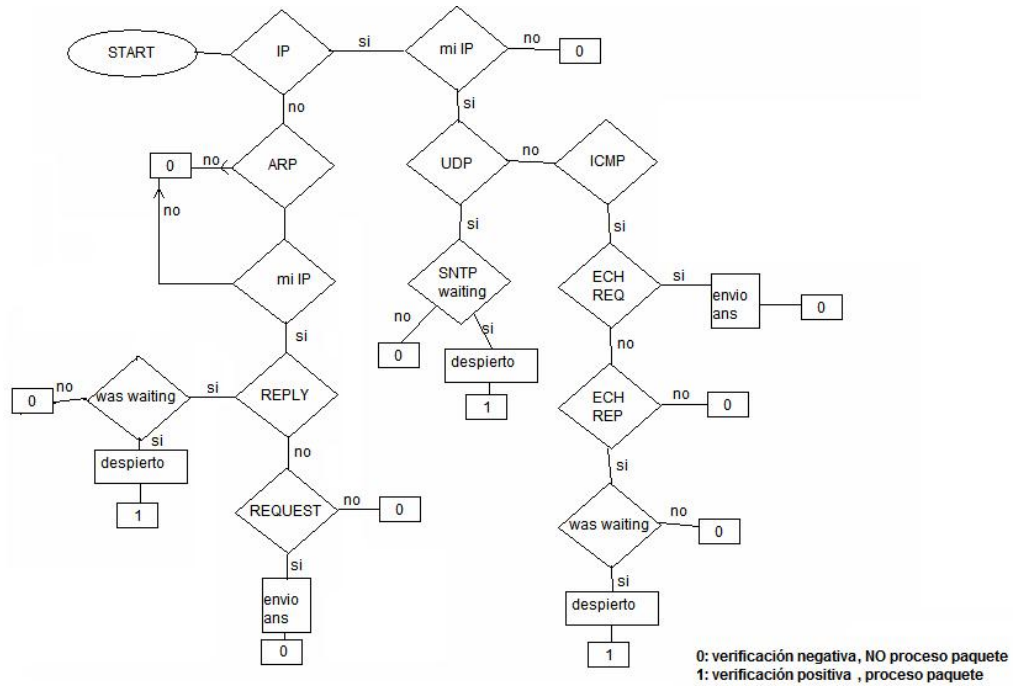 START
IP
si
mi IP
no
0
no
si
ARP
no
0
UDP
no
ICMP
no
si
si
mi IP
SNTP
waiting
ECH
REQ
si
envio
ans
0
no
si
si
0
despierto
no
1
REPLY
si
was waiting
no
0
ECH
REP
no
0
si
despierto
no
si
1
REQUEST
no
0
was waiting
no
0
si
si
envio
ans
despierto
0
1
0: verificación negativa, NO proceso paquete
1: verificación positiva , proceso paquete